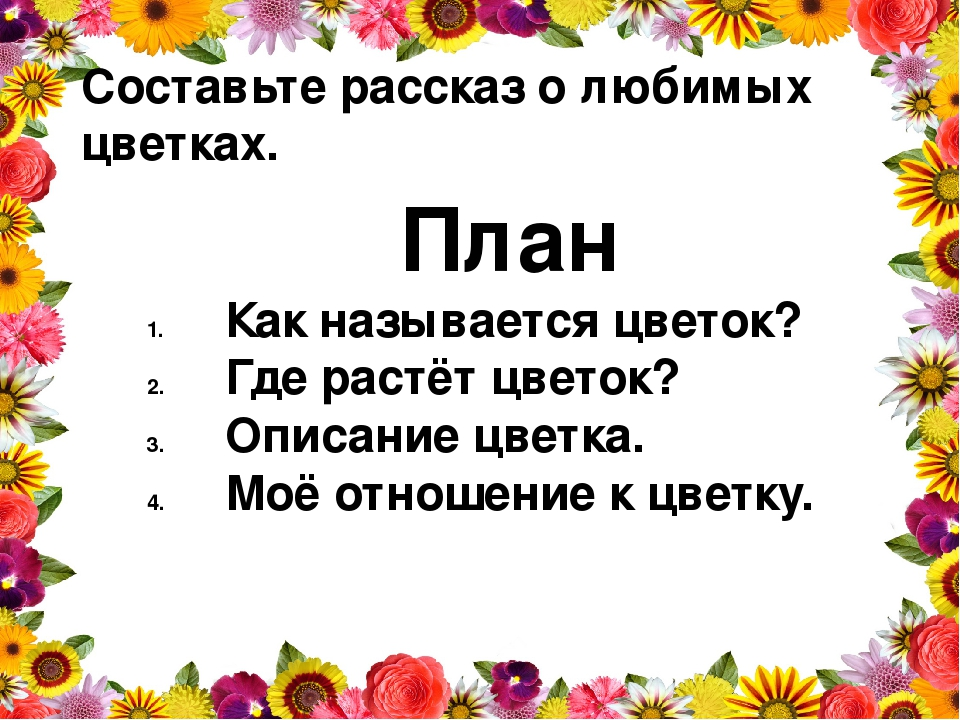 Составьте рассказ о любимых
цветках.
План
1. Как называется цветок?
2. Где растёт цветок?
3. Описание цветка.
4. Моё отношение к цветку.